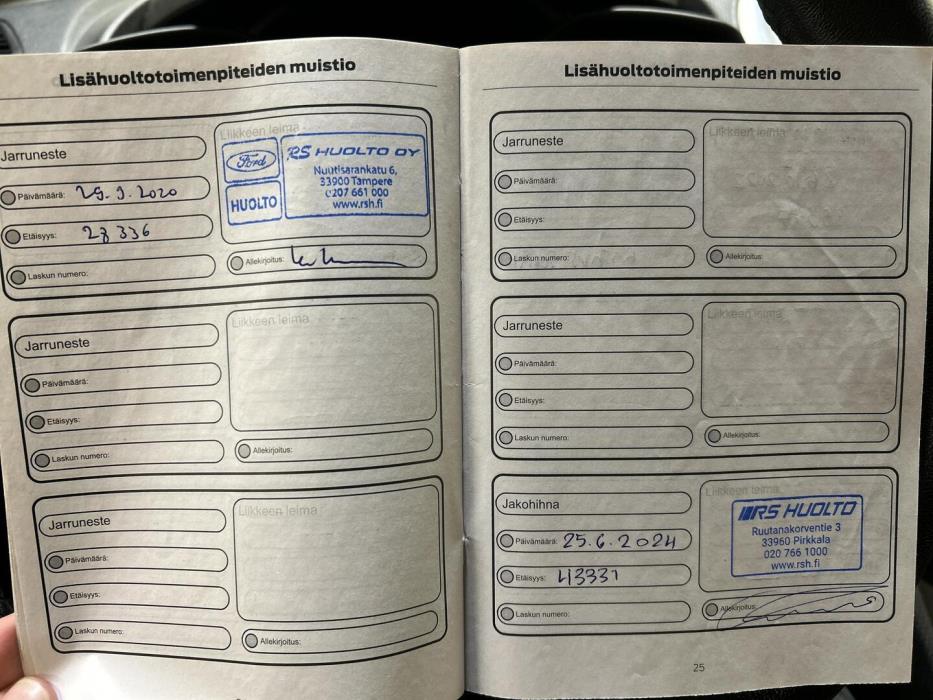 Lisähuoltotoimenpiteiden muistio
Jarruneste
Liikkeen leima
Ford
HUOLTO
RS HUOLTO OY
Nuutisarankatu 6,
33900 Tampere
0207 661 000
www.rsh.fi
Päivämäärä: 29.9.2020
Etäisyys: 28 336
Laskun numero:
Allekirjoitus:
Jarruneste
Liikkeen leima
Päivämäärä:
Etäisyys:
Laskun numero:
Allekirjoitus:
Jarruneste
Liikkeen leima
Päivämäärä:
Etäisyys:
Laskun numero:
Allekirjoitus:
Lisähuoltotoimenpiteiden muistio
Jarruneste
Liikkeen leima
Päivämäärä:
Etäisyys:
Laskun numero:
Allekirjoitus:
Jarruneste
Liikkeen leima
Päivämäärä:
Etäisyys:
Laskun numero:
Allekirjoitus:
Jakohihna
Liikkeen leima
RS HUOLTO
Ruutanakorventie 3
33960 Pirkkala
020 766 1000
www.rsh.fi
Päivämäärä: 25.6.2024
Etäisyys: 43331
Laskun numero:
Allekirjoitus:
25